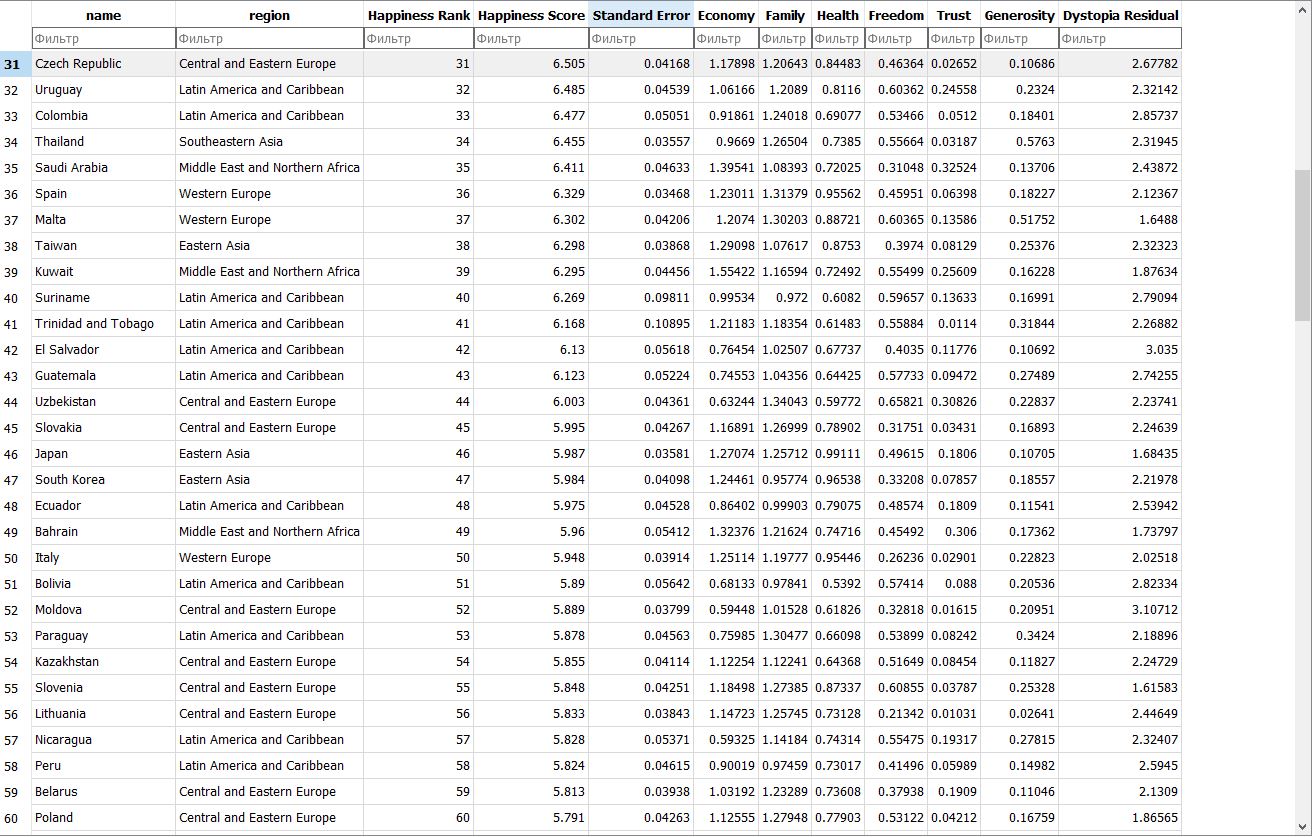 name region Happiness Rank Happiness Score Standard Error Economy Family Health Freedom Trust Generosity Dystopia Residual
Фильтр Фильтр Фильтр Фильтр Фильтр Фильтр Фильтр Фильтр Фильтр Фильтр Фильтр Фильтр
31 Czech Republic Central and Eastern Europe 31 6.505 0.04168 1.17898 1.20643 0.84483 0.46364 0.02652 0.10686 2.67782
32 Uruguay Latin America and Caribbean 32 6.485 0.04539 1.06166 1.2089 0.8116 0.60362 0.24558 0.2324 2.32142
33 Colombia Latin America and Caribbean 33 6.477 0.05051 0.91861 1.24018 0.69077 0.53466 0.0512 0.18401 2.85737
34 Thailand Southeastern Asia 34 6.455 0.03557 0.9669 1.26504 0.7385 0.55664 0.03187 0.5763 2.31945
35 Saudi Arabia Middle East and Northern Africa 35 6.411 0.04633 1.39541 1.08393 0.72025 0.31048 0.32524 0.13706 2.43872
36 Spain Western Europe 36 6.329 0.03468 1.23011 1.31379 0.95562 0.45951 0.06398 0.18227 2.12367
37 Malta Western Europe 37 6.302 0.04206 1.2074 1.30203 0.88721 0.60365 0.13586 0.51752 1.6488
38 Taiwan Eastern Asia 38 6.298 0.03868 1.29098 1.07617 0.8753 0.3974 0.08129 0.25376 2.32323
39 Kuwait Middle East and Northern Africa 39 6.295 0.04456 1.55422 1.16594 0.72492 0.55499 0.25609 0.16228 1.87634
40 Suriname Latin America and Caribbean 40 6.269 0.09811 0.99534 0.972 0.6082 0.59657 0.13633 0.16991 2.79094
41 Trinidad and Tobago Latin America and Caribbean 41 6.168 0.10895 1.21183 1.18354 0.61483 0.55884 0.0114 0.31844 2.26882
42 El Salvador Latin America and Caribbean 42 6.13 0.05618 0.76454 1.02507 0.67737 0.4035 0.11776 0.10692 3.035
43 Guatemala Latin America and Caribbean 43 6.123 0.05224 0.74553 1.04356 0.64425 0.57733 0.09472 0.27489 2.74255
44 Uzbekistan Central and Eastern Europe 44 6.003 0.04361 0.63244 1.34043 0.59772 0.65821 0.30826 0.22837 2.23741
45 Slovakia Central and Eastern Europe 45 5.995 0.04267 1.16891 1.26999 0.78902 0.31751 0.03431 0.16893 2.24639
46 Japan Eastern Asia 46 5.987 0.03581 1.27074 1.25712 0.99111 0.49615 0.1806 0.10705 1.68435
47 South Korea Eastern Asia 47 5.984 0.04098 1.24461 0.95774 0.96538 0.33208 0.07857 0.18557 2.21978
48 Ecuador Latin America and Caribbean 48 5.975 0.04528 0.86402 0.99903 0.79075 0.48574 0.1809 0.11541 2.53942
49 Bahrain Middle East and Northern Africa 49 5.96 0.05412 1.32376 1.21624 0.74716 0.45492 0.306 0.17362 1.73797
50 Italy Western Europe 50 5.948 0.03914 1.25114 1.19777 0.95446 0.26236 0.02901 0.22823 2.02518
51 Bolivia Latin America and Caribbean 51 5.89 0.05642 0.68133 0.97841 0.5392 0.57414 0.088 0.20536 2.82334
52 Moldova Central and Eastern Europe 52 5.889 0.03799 0.59448 1.01528 0.61826 0.32818 0.01615 0.20951 3.10712
53 Paraguay Latin America and Caribbean 53 5.878 0.04563 0.75985 1.30477 0.66098 0.53899 0.08242 0.3424 2.18896
54 Kazakhstan Central and Eastern Europe 54 5.855 0.04114 1.12254 1.12241 0.64368 0.51649 0.08454 0.11827 2.24729
55 Slovenia Central and Eastern Europe 55 5.848 0.04251 1.18498 1.27385 0.87337 0.60855 0.03787 0.25328 1.61583
56 Lithuania Central and Eastern Europe 56 5.833 0.03843 1.14723 1.25745 0.73128 0.21342 0.01031 0.02641 2.44649
57 Nicaragua Latin America and Caribbean 57 5.828 0.05371 0.59325 1.14184 0.74314 0.55475 0.19317 0.27815 2.32407
58 Peru Latin America and Caribbean 58 5.824 0.04615 0.90019 0.97459 0.73017 0.41496 0.05989 0.14982 2.5945
59 Belarus Central and Eastern Europe 59 5.813 0.03938 1.03192 1.23289 0.73608 0.37938 0.1909 0.11046 2.1309
60 Poland Central and Eastern Europe 60 5.791 0.04263 1.12555 1.27948 0.77903 0.53122 0.04212 0.16759 1.86565